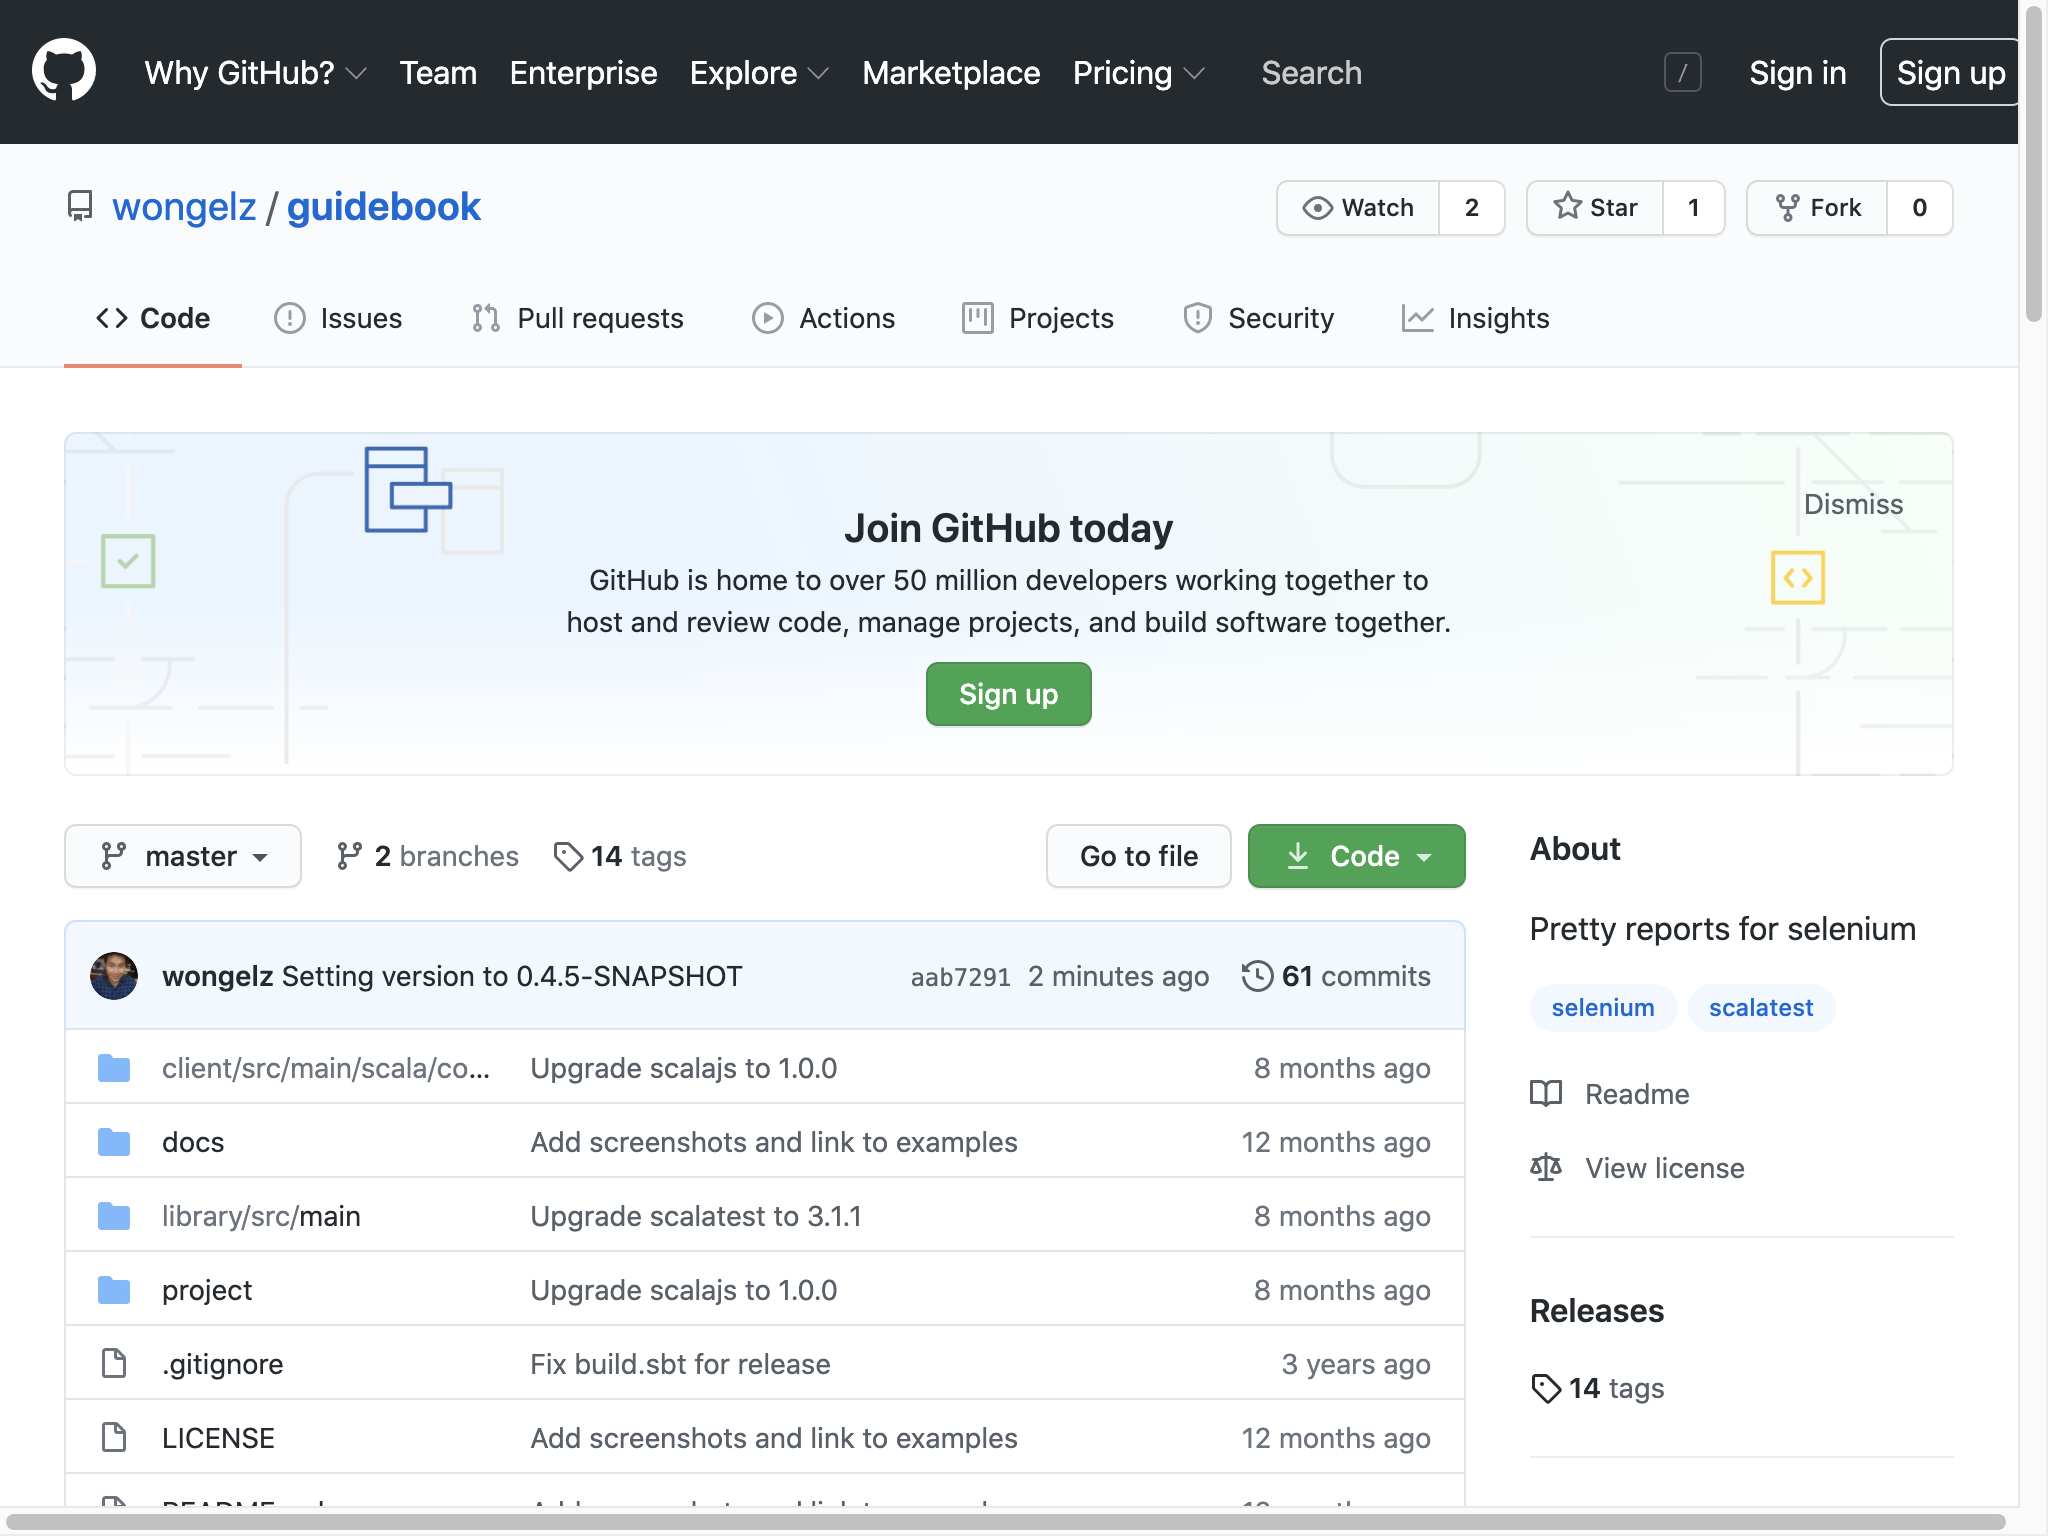 Why GitHub? Team Enterprise Explore Marketplace Pricing Search / Sign in Sign up
wongelz / guidebook Watch 2 Star 1 Fork 0
Code Issues Pull requests Actions Projects Security Insights
Dismiss
Join GitHub today
GitHub is home to over 50 million developers working together to
host and review code, manage projects, and build software together.
Sign up
master 2 branches 14 tags Go to file Code
wongelz Setting version to 0.4.5-SNAPSHOT aab7291 2 minutes ago 61 commits
client/src/main/scala/co... Upgrade scalajs to 1.0.0 8 months ago
docs Add screenshots and link to examples 12 months ago
library/src/main Upgrade scalatest to 3.1.1 8 months ago
project Upgrade scalajs to 1.0.0 8 months ago
.gitignore Fix build.sbt for release 3 years ago
LICENSE Add screenshots and link to examples 12 months ago
About
Pretty reports for selenium
selenium scalatest
Readme
View license
Releases
14 tags